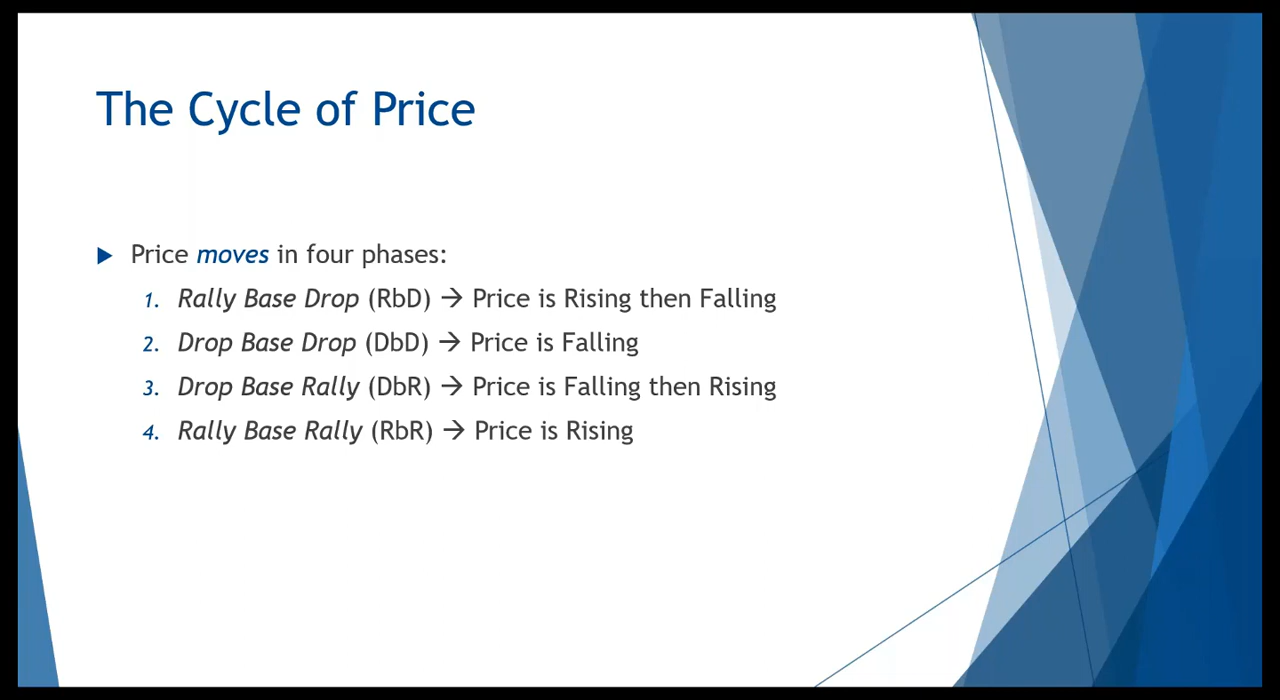 The Cycle of Price
Price moves in four phases:
1. Rally Base Drop (RbD) → Price is Rising then Falling
2. Drop Base Drop (DbD) → Price is Falling
3. Drop Base Rally (DbR) → Price is Falling then Rising
4. Rally Base Rally (RbR) → Price is Rising